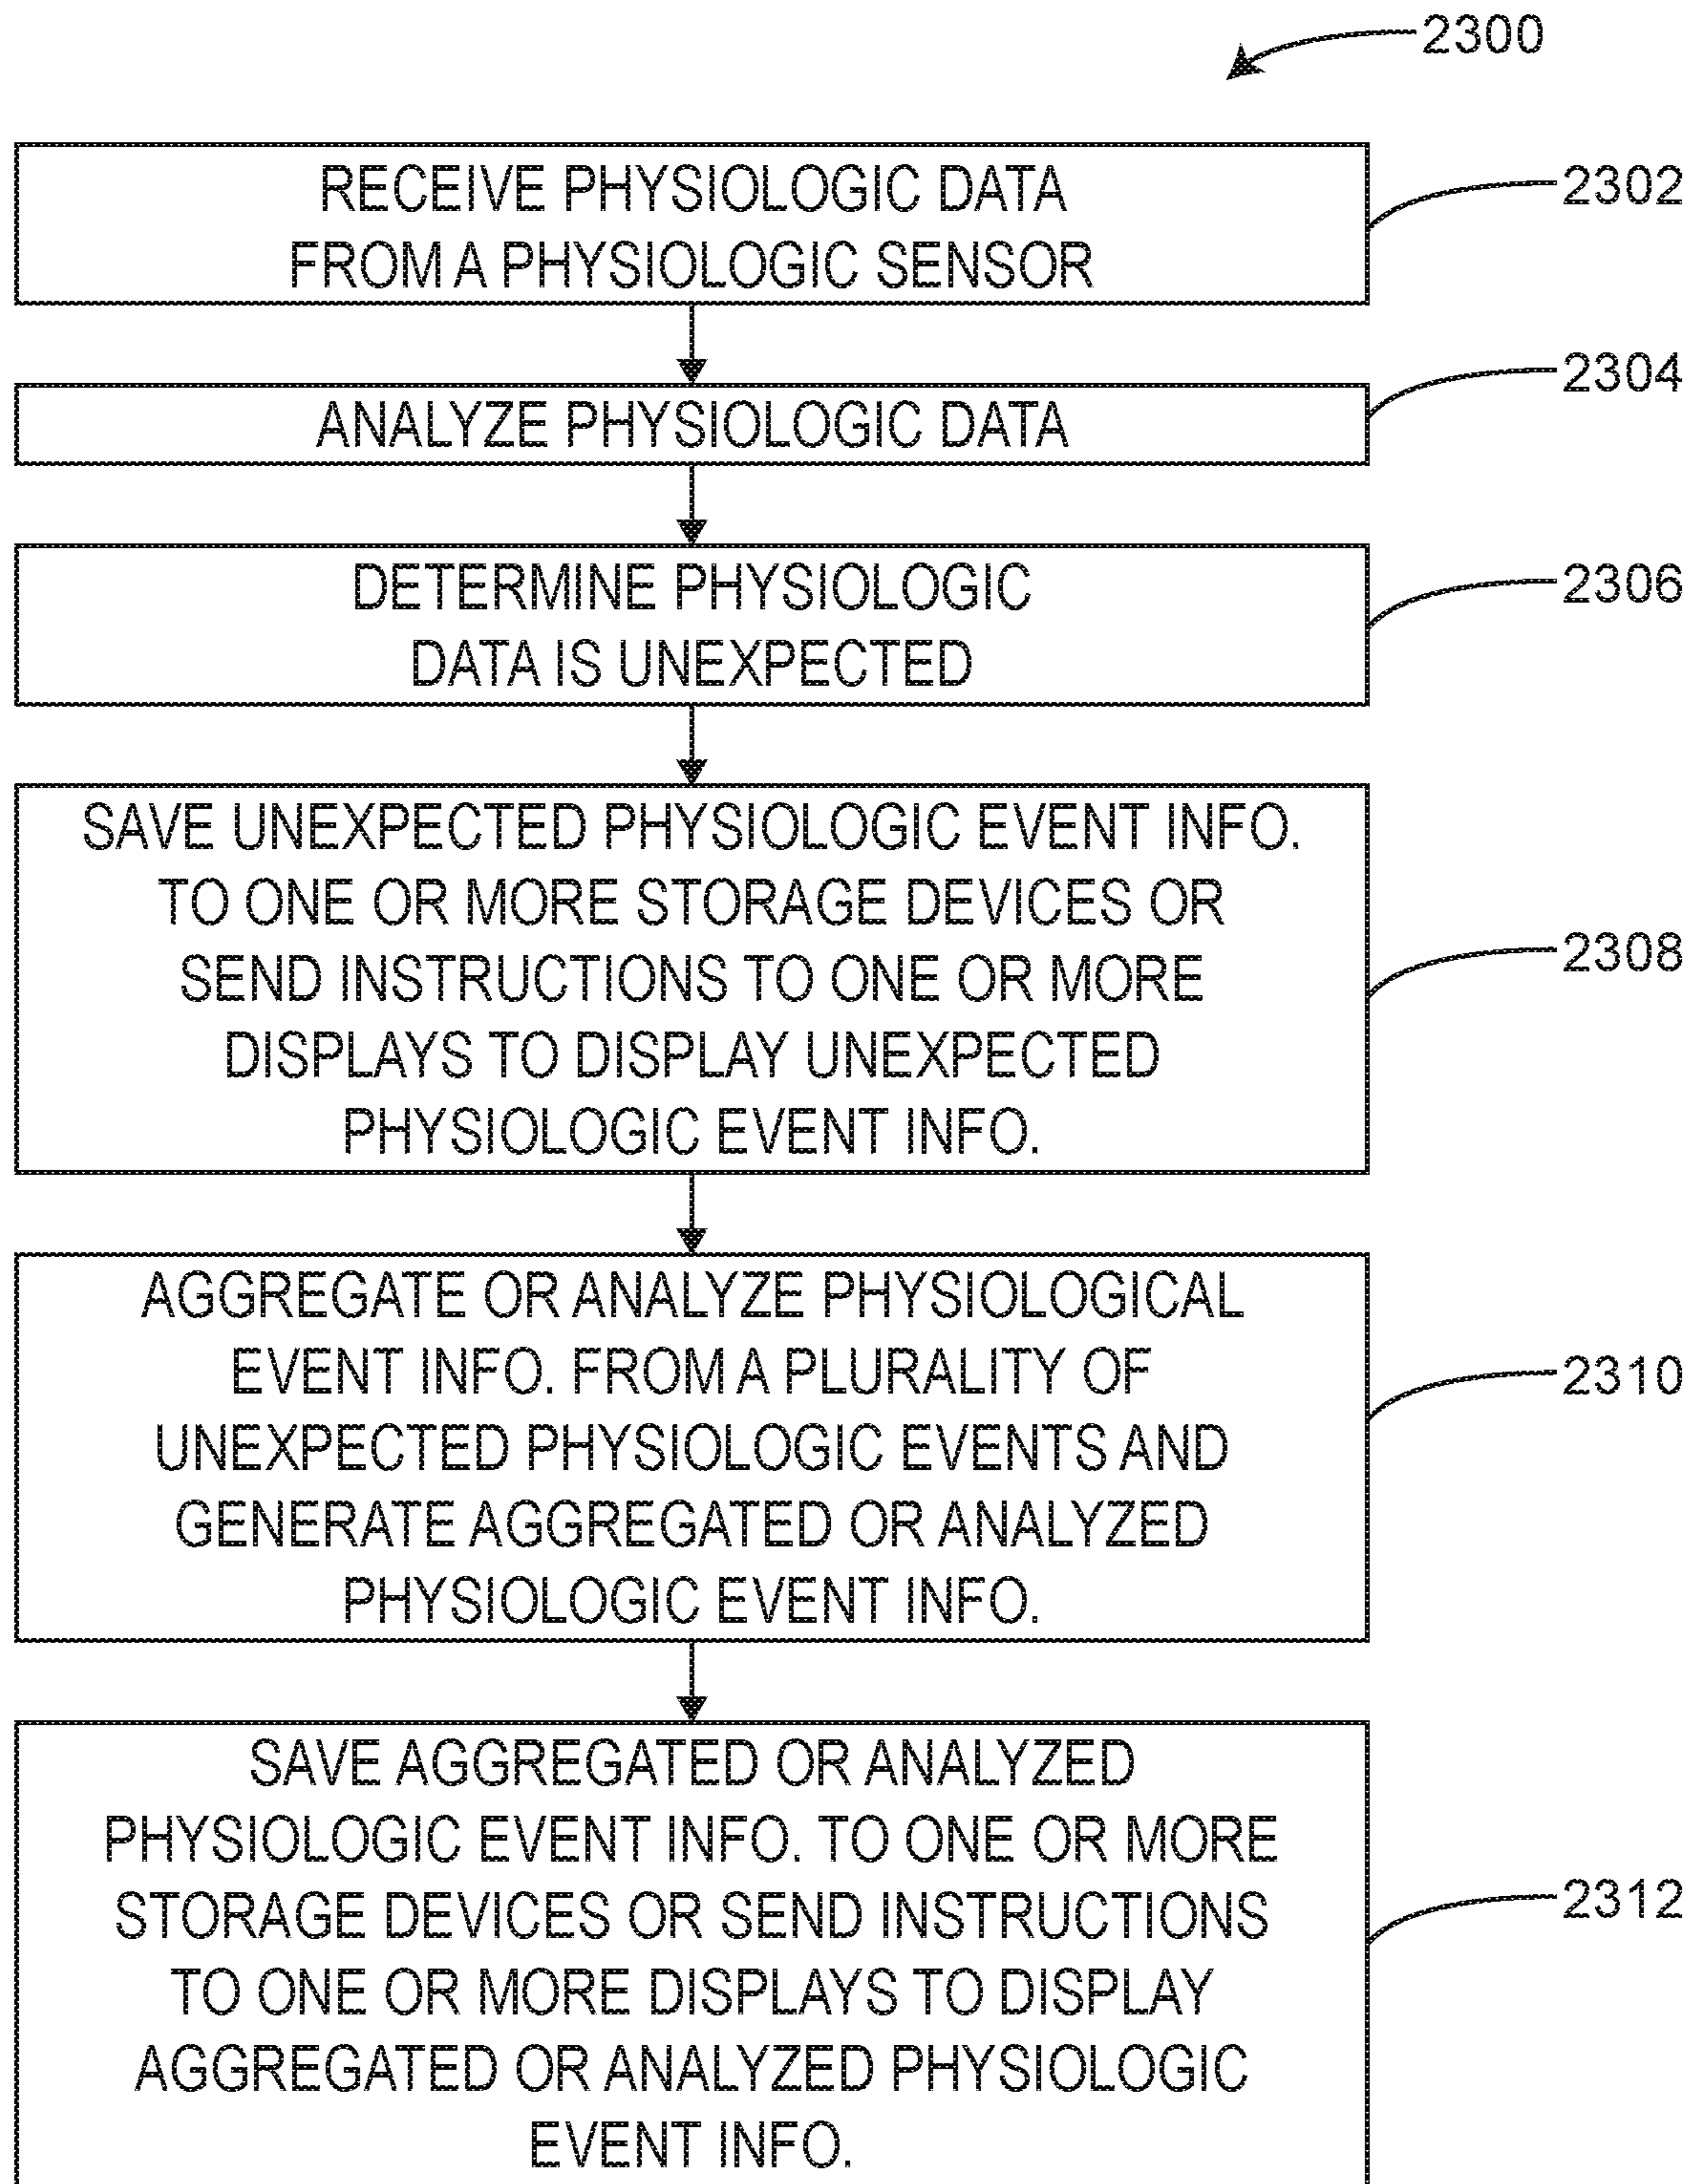 2300
RECEIVE PHYSIOLOGIC DATA
FROM A PHYSIOLOGIC SENSOR
2302
ANALYZE PHYSIOLOGIC DATA
2304
DETERMINE PHYSIOLOGIC
DATA IS UNEXPECTED
2306
SAVE UNEXPECTED PHYSIOLOGIC EVENT INFO.
TO ONE OR MORE STORAGE DEVICES OR
SEND INSTRUCTIONS TO ONE OR MORE
DISPLAYS TO DISPLAY UNEXPECTED
PHYSIOLOGIC EVENT INFO.
2308
AGGREGATE OR ANALYZE PHYSIOLOGICAL
EVENT INFO. FROM A PLURALITY OF
UNEXPECTED PHYSIOLOGIC EVENTS AND
GENERATE AGGREGATED OR ANALYZED
PHYSIOLOGIC EVENT INFO.
2310
SAVE AGGREGATED OR ANALYZED
PHYSIOLOGIC EVENT INFO. TO ONE OR MORE
STORAGE DEVICES OR SEND INSTRUCTIONS
TO ONE OR MORE DISPLAYS TO DISPLAY
AGGREGATED OR ANALYZED PHYSIOLOGIC
EVENT INFO.
2312